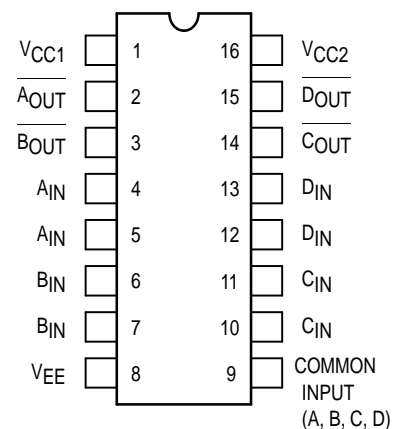 VCC1 1 16 VCC2
AOUT 2 15 DOUT
BOUT 3 14 COUT
AIN 4 13 DIN
AIN 5 12 DIN
BIN 6 11 CIN
BIN 7 10 CIN
VEE 8 9 COMMON
INPUT
(A, B, C, D)